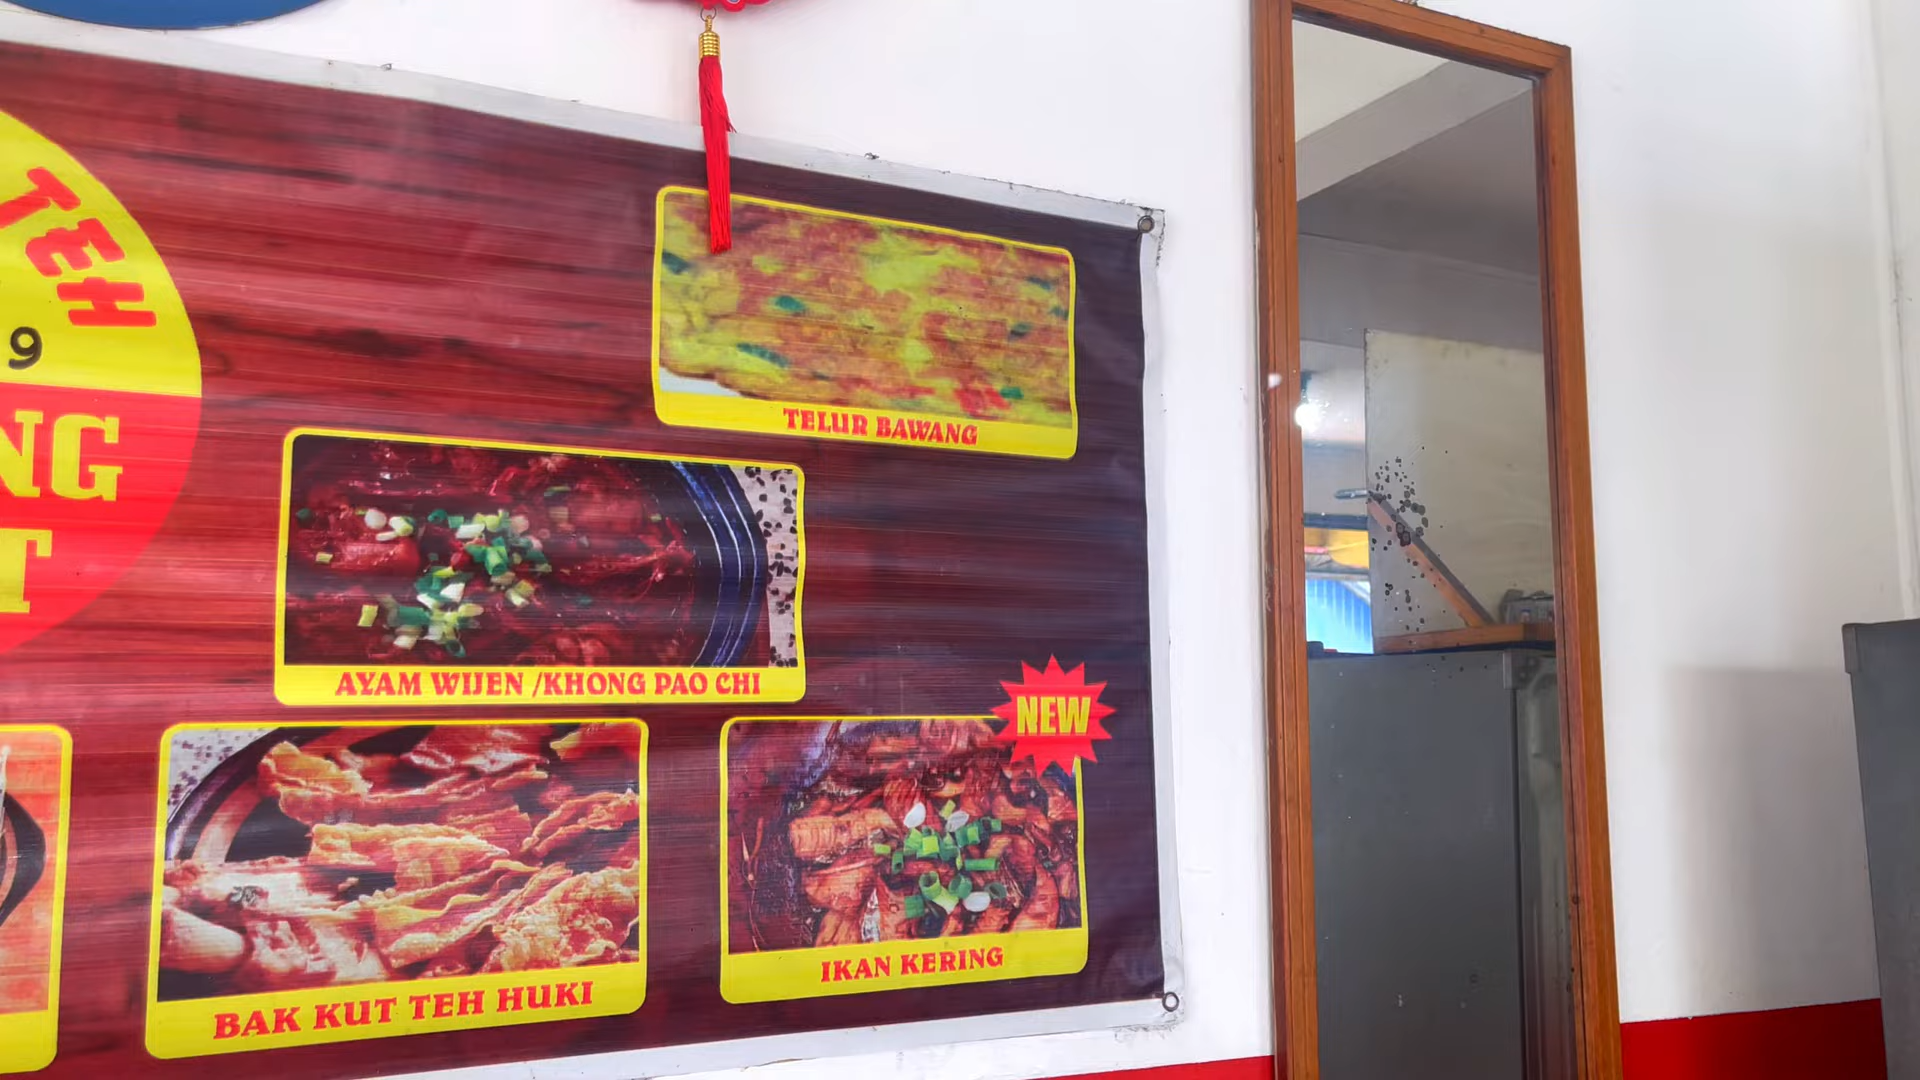 TEH
9
NG
T
TELUR BAWANG
AYAM WIJEN /KHONG PAO CHI
NEW
BAK KUT TEH HUKI
IKAN KERING